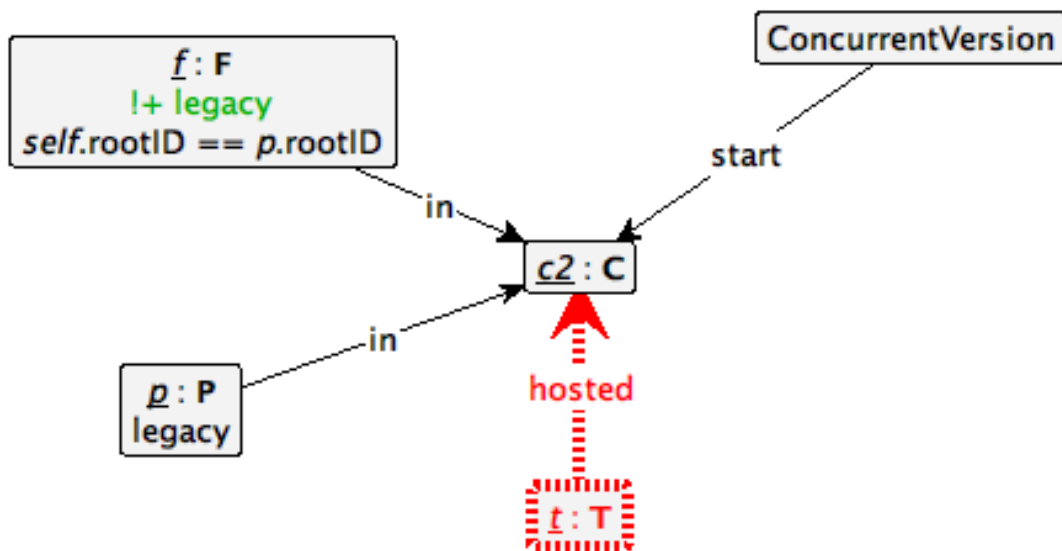 f : F
!+ legacy
self.rootID == p.rootID
ConcurrentVersion
start
in
c2 : C
in
p : P
legacy
hosted
t : T